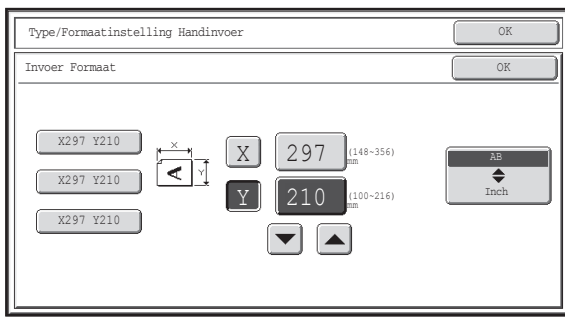 Type/Formaatinstelling Handinvoer
OK
Invoer Formaat
OK
X297 Y210
X297 Y210
X297 Y210
X
Y
A
X
297
(148~356)
mm
Y
210
(100~216)
mm
AB
Inch